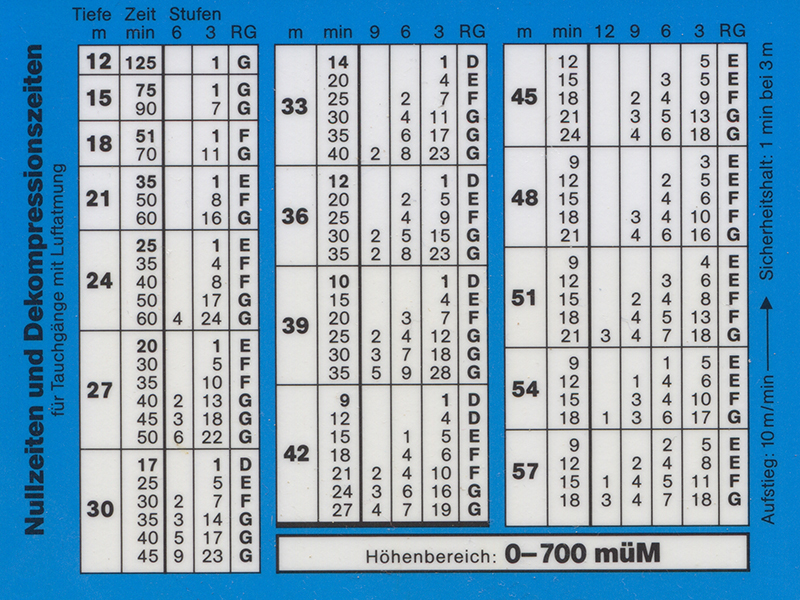 Nullzeiten und Dekompressionszeiten
für Tauchgänge mit Luftatmung
Tiefe Zeit Stufen
m min 6 3 RG
12 125 1 G
15 75 1 G
90 7 G
18 51 1 F
70 11 G
21 35 1 E
50 8 F
60 16 G
24 25 1 E
35 4 F
40 8 F
50 17 G
60 4 24 G
27 20 1 E
30 5 F
35 10 F
40 2 13 G
45 3 18 G
50 6 22 G
30 17 1 D
25 5 E
30 2 7 F
35 3 14 G
40 5 17 G
45 9 23 G
m min 9 6 3 RG
33 14 1 D
20 4 E
25 2 7 F
30 4 11 G
35 6 17 G
40 2 8 23 G
36 12 1 D
20 2 5 E
25 4 9 F
30 2 5 15 G
35 2 8 23 G
39 10 1 D
15 4 E
20 3 7 F
25 2 4 12 G
30 3 7 18 G
35 5 9 28 G
42 9 1 D
12 4 D
15 1 5 E
18 4 6 F
21 2 4 10 F
24 3 6 16 G
27 4 7 19 G
m min 12 9 6 3 RG
45 12 5 E
15 3 5 E
18 2 4 9 F
21 3 5 13 G
24 4 6 18 G
48 9 3 E
12 2 5 E
15 4 6 F
18 3 4 10 F
21 4 6 16 G
51 9 4 E
12 3 6 E
15 2 4 8 F
18 4 5 13 F
21 3 4 7 18 G
54 9 1 5 E
12 1 4 6 E
15 3 4 10 F
18 1 3 6 17 G
57 9 2 5 E
12 2 4 8 E
15 1 4 5 11 F
18 3 4 7 18 G
Höhenbereich: 0–700 müM
Aufstieg: 10 m/min → Sicherheitshalt: 1 min bei 3 m